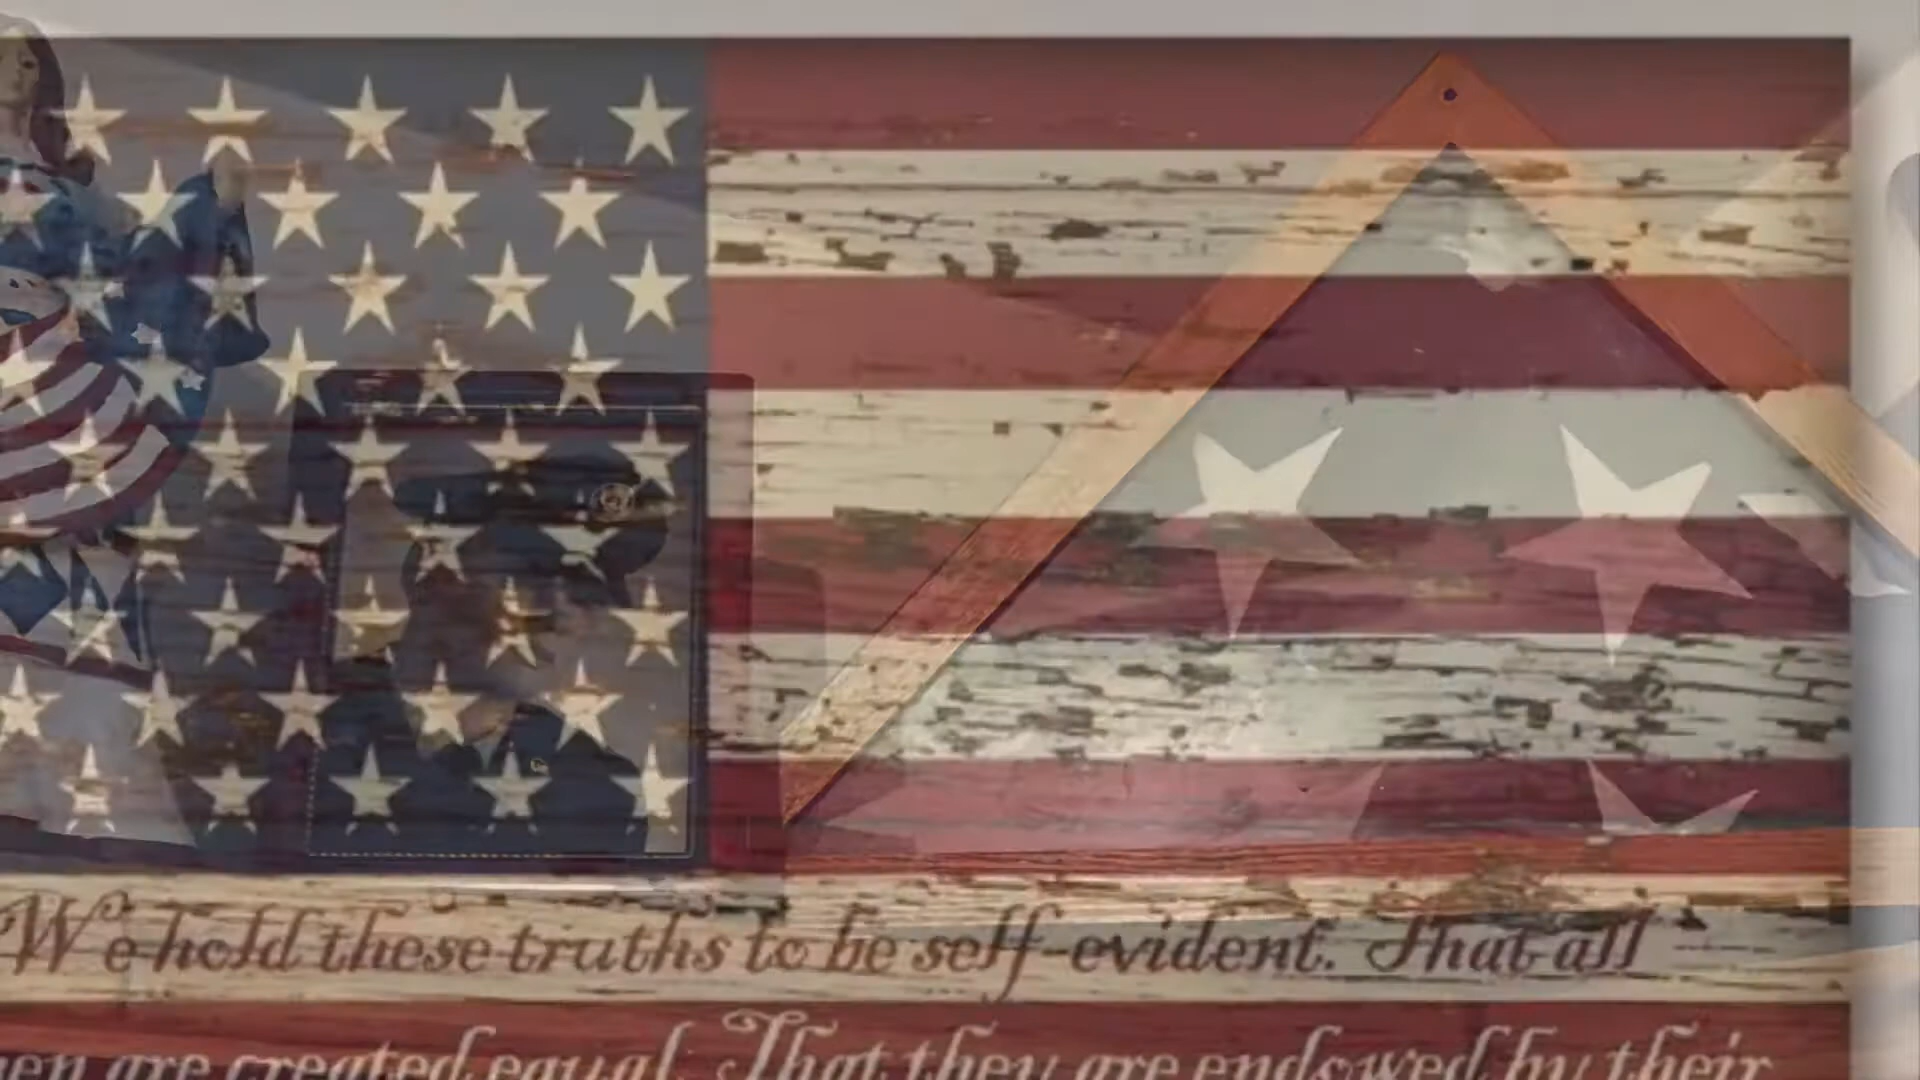 We hold these truths to be self-evident. That all
en are created equal. That they are endowed by their